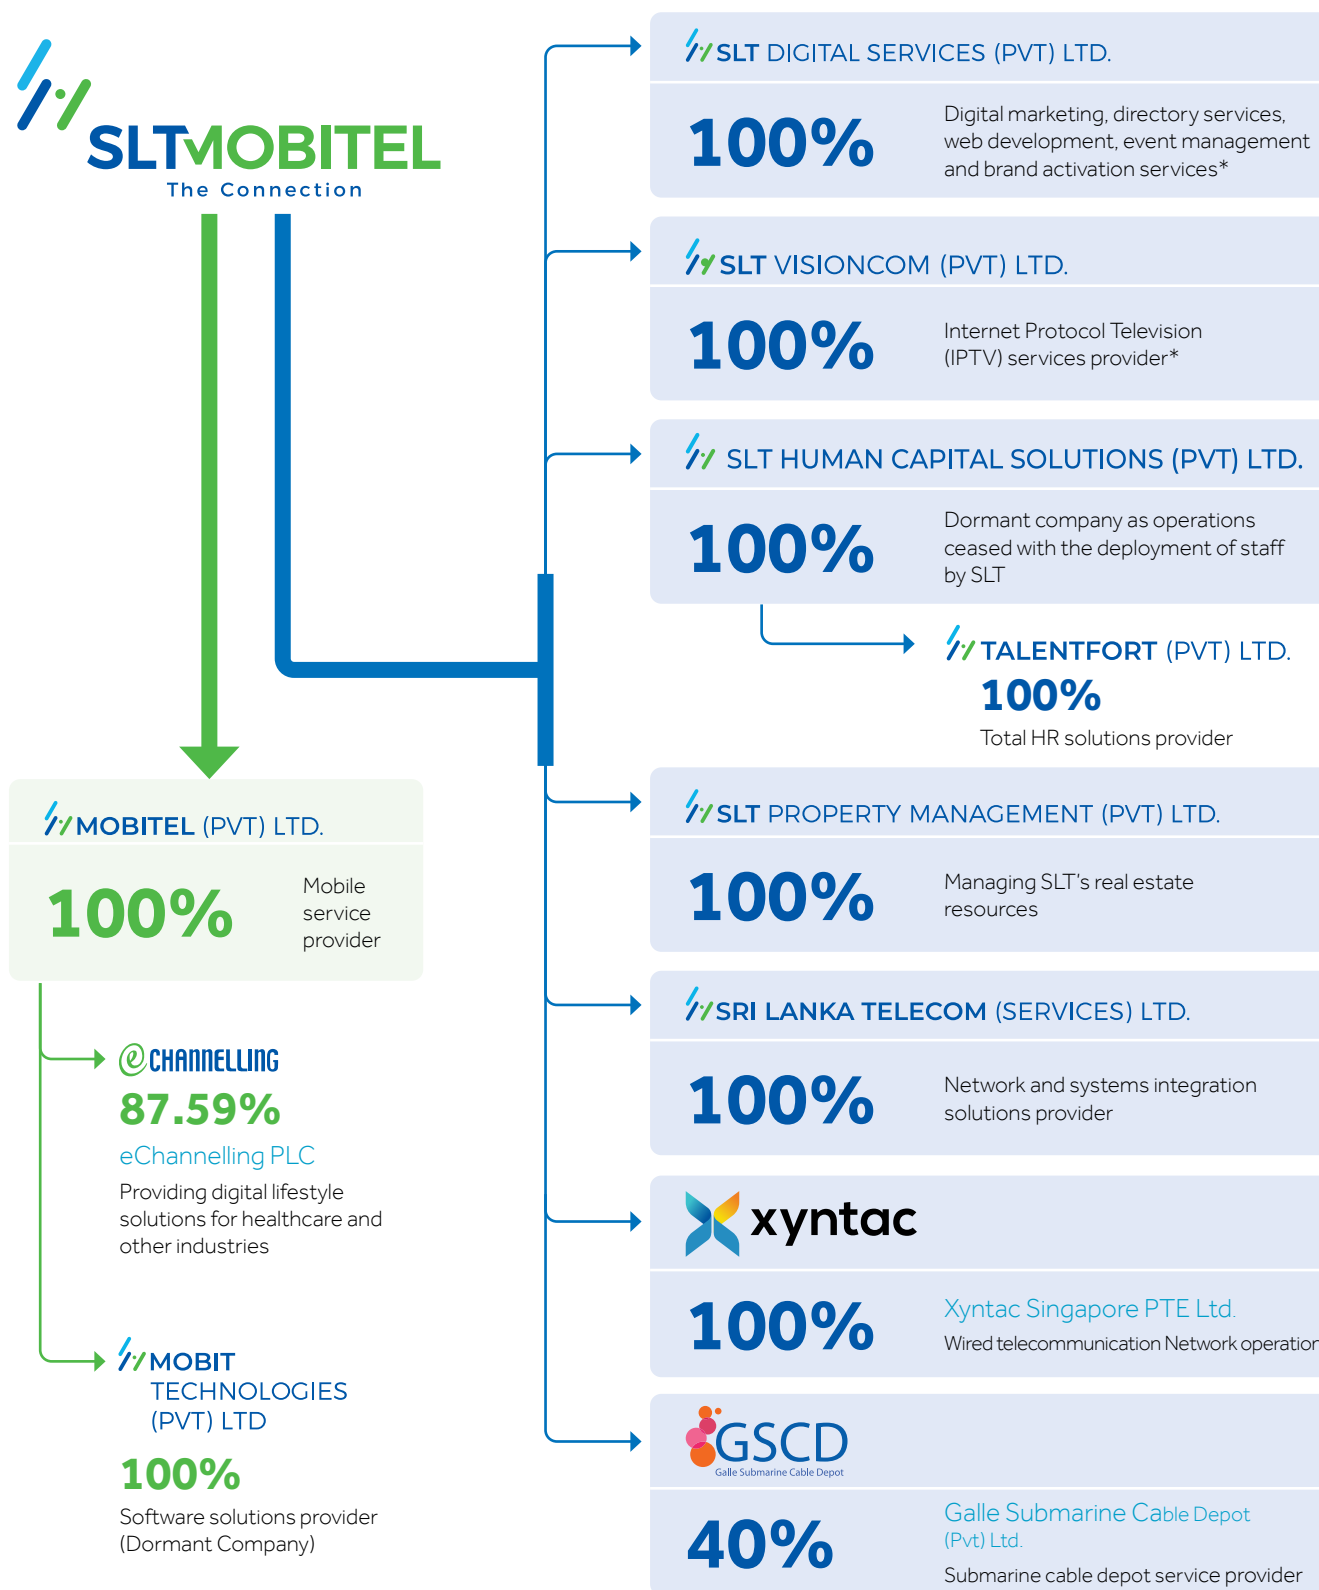 SLTMOBITEL
The Connection
MOBITEL (PVT) LTD.
100%
Mobile
service
provider
eCHANNELLING
87.59%
eChannelling PLC
Providing digital lifestyle
solutions for healthcare and
other industries
MOBIT
TECHNOLOGIES
(PVT) LTD
100%
Software solutions provider
(Dormant Company)
SLT DIGITAL SERVICES (PVT) LTD.
100%
Digital marketing, directory services,
web development, event management
and brand activation services*
SLT VISIONCOM (PVT) LTD.
100%
Internet Protocol Television
(IPTV) services provider*
SLT HUMAN CAPITAL SOLUTIONS (PVT) LTD.
100%
Dormant company as operations
ceased with the deployment of staff
by SLT
TALENTFORT (PVT) LTD.
100%
Total HR solutions provider
SLT PROPERTY MANAGEMENT (PVT) LTD.
100%
Managing SLT's real estate
resources
SRI LANKA TELECOM (SERVICES) LTD.
100%
Network and systems integration
solutions provider
xyntac
100%
Xyntac Singapore PTE Ltd.
Wired telecommunication Network operation
GSCD
Galle Submarine Cable Depot
40%
Galle Submarine Cable Depot
(Pvt) Ltd.
Submarine cable depot service provider